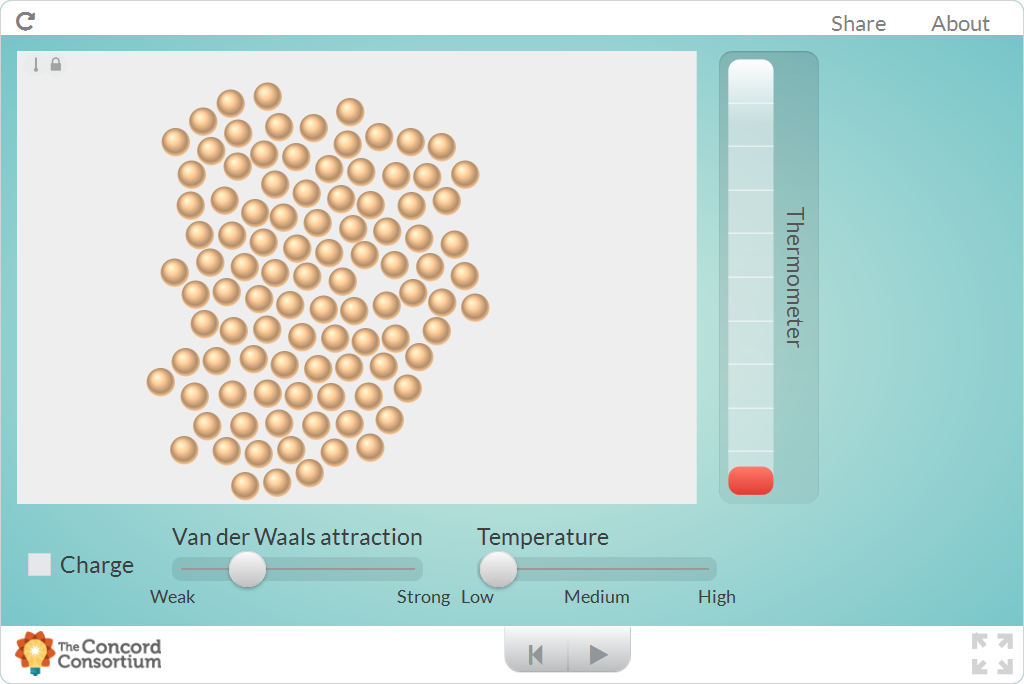 Share About
Thermometer
Van der Waals attraction Temperature
Charge
Weak Strong Low Medium High
The Concord
Consortium